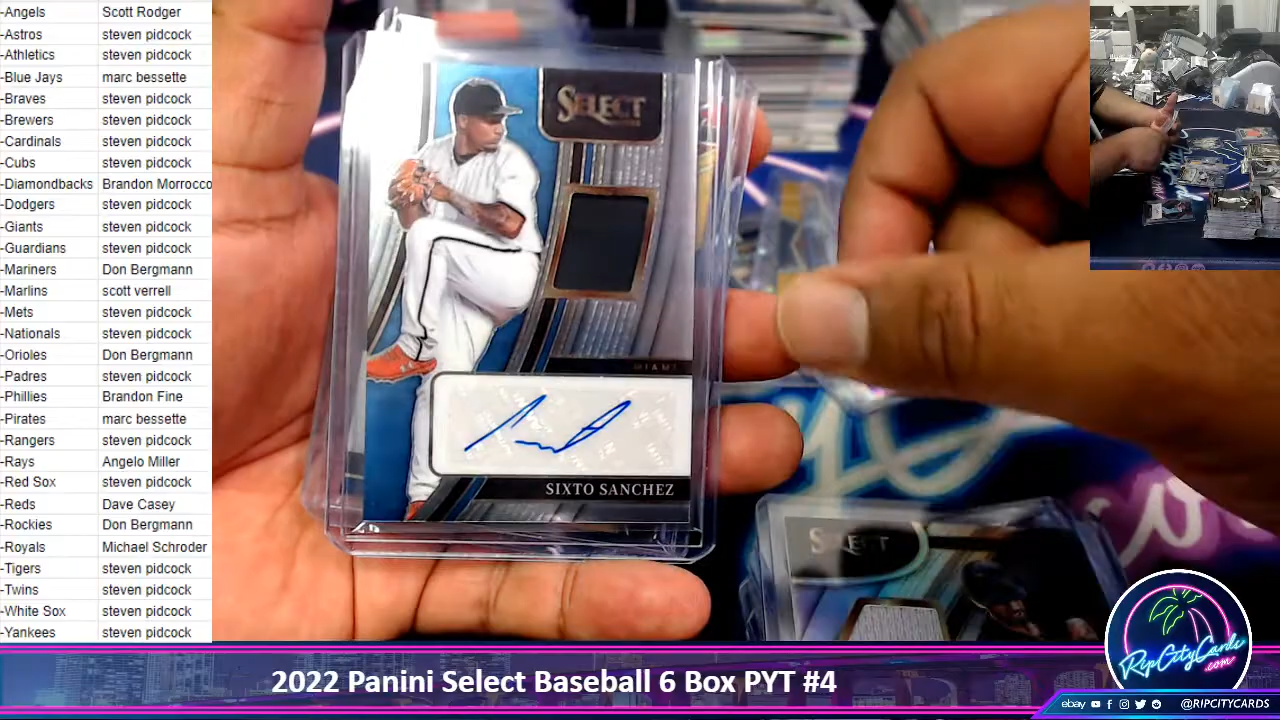 -Angels Scott Rodger
-Astros steven pidcock
-Athletics steven pidcock
-Blue Jays marc bessette
-Braves steven pidcock
-Brewers steven pidcock
-Cardinals steven pidcock
-Cubs steven pidcock
-Diamondbacks Brandon Morrocco
-Dodgers steven pidcock
-Giants steven pidcock
-Guardians steven pidcock
-Mariners Don Bergmann
-Marlins scott verrell
-Mets steven pidcock
-Nationals steven pidcock
-Orioles Don Bergmann
-Padres steven pidcock
-Phillies Brandon Fine
-Pirates marc bessette
-Rangers steven pidcock
-Rays Angelo Miller
-Red Sox steven pidcock
-Reds Dave Casey
-Rockies Don Bergmann
-Royals Michael Schroder
-Tigers steven pidcock
-Twins steven pidcock
-White Sox steven pidcock
-Yankees steven pidcock
SELECT
MIAMI
SIXTO SANCHEZ
RipCityCards
.com
2022 Panini Select Baseball 6 Box PYT #4
ebay @RIPCITYCARDS